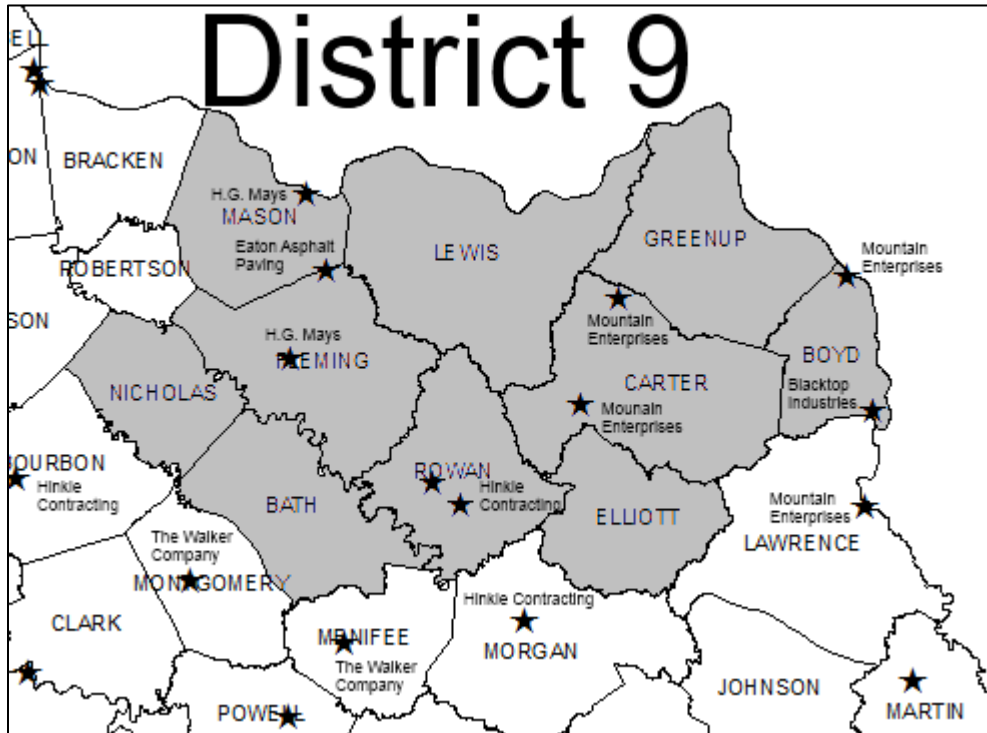 District 9
BRACKEN
H.G. Mays
MASON
Eaton Asphalt
Paving
ROBERTSON
LEWIS
GREENUP
Mountain
Enterprises
Mountain
Enterprises
BOYD
Blacktop
Industries
SON
H.G. Mays
FLEMING
NICHOLAS
CARTER
Mounain
Enterprises
BOURBON
Hinkle
Contracting
ROWAN
Hinkle
Contracting
BATH
ELLIOTT
Mountain
Enterprises
LAWRENCE
The Walker
Company
MONTGOMERY
Hinkle Contracting
MORGAN
CLARK
MENIFEE
The Walker
Company
POWELL
JOHNSON
MARTIN